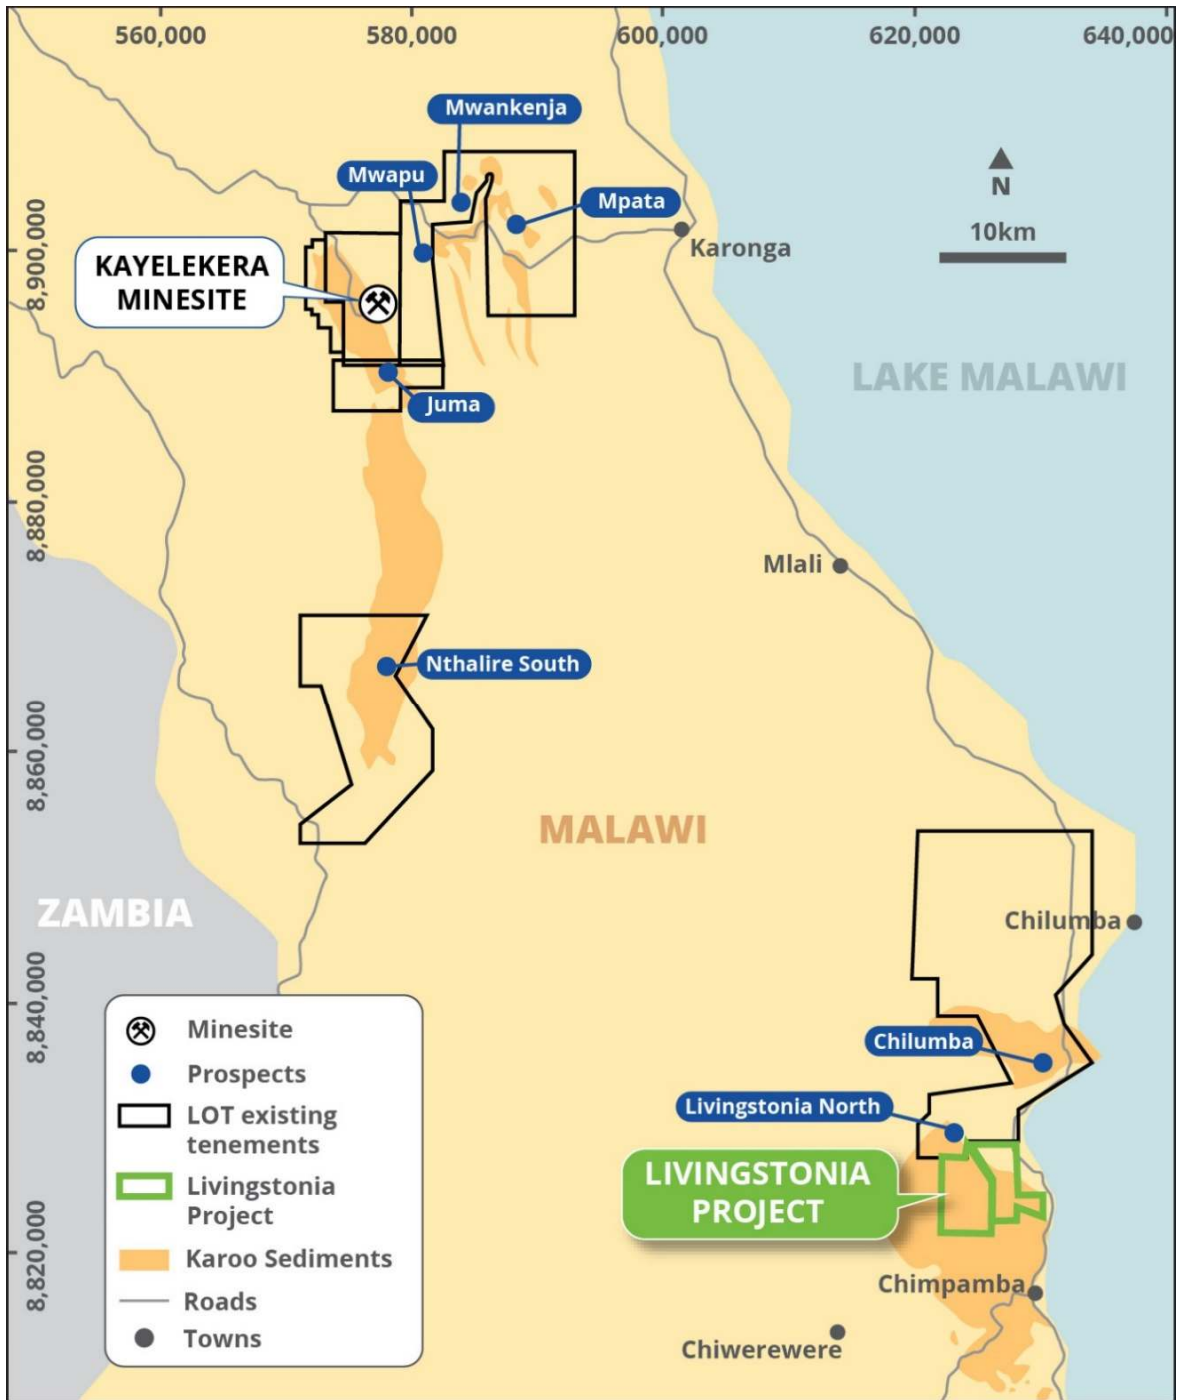 560,000
580,000
600,000
620,000
640,000
Mwankenja
Mwapu
Mpata
N
10km
Karonga
8,900,000
KAYELEKERA
MINESITE
LAKE MALAWI
Juma
8,880,000
Mlali
Nthalire South
8,860,000
MALAWI
ZAMBIA
Chilumba
8,840,000
Chilumba
Livingstonia North
LIVINGSTONIA
PROJECT
8,820,000
Chimpamba
Chiwerewere
Minesite
Prospects
LOT existing
tenements
Livingstonia
Project
Karoo Sediments
Roads
Towns